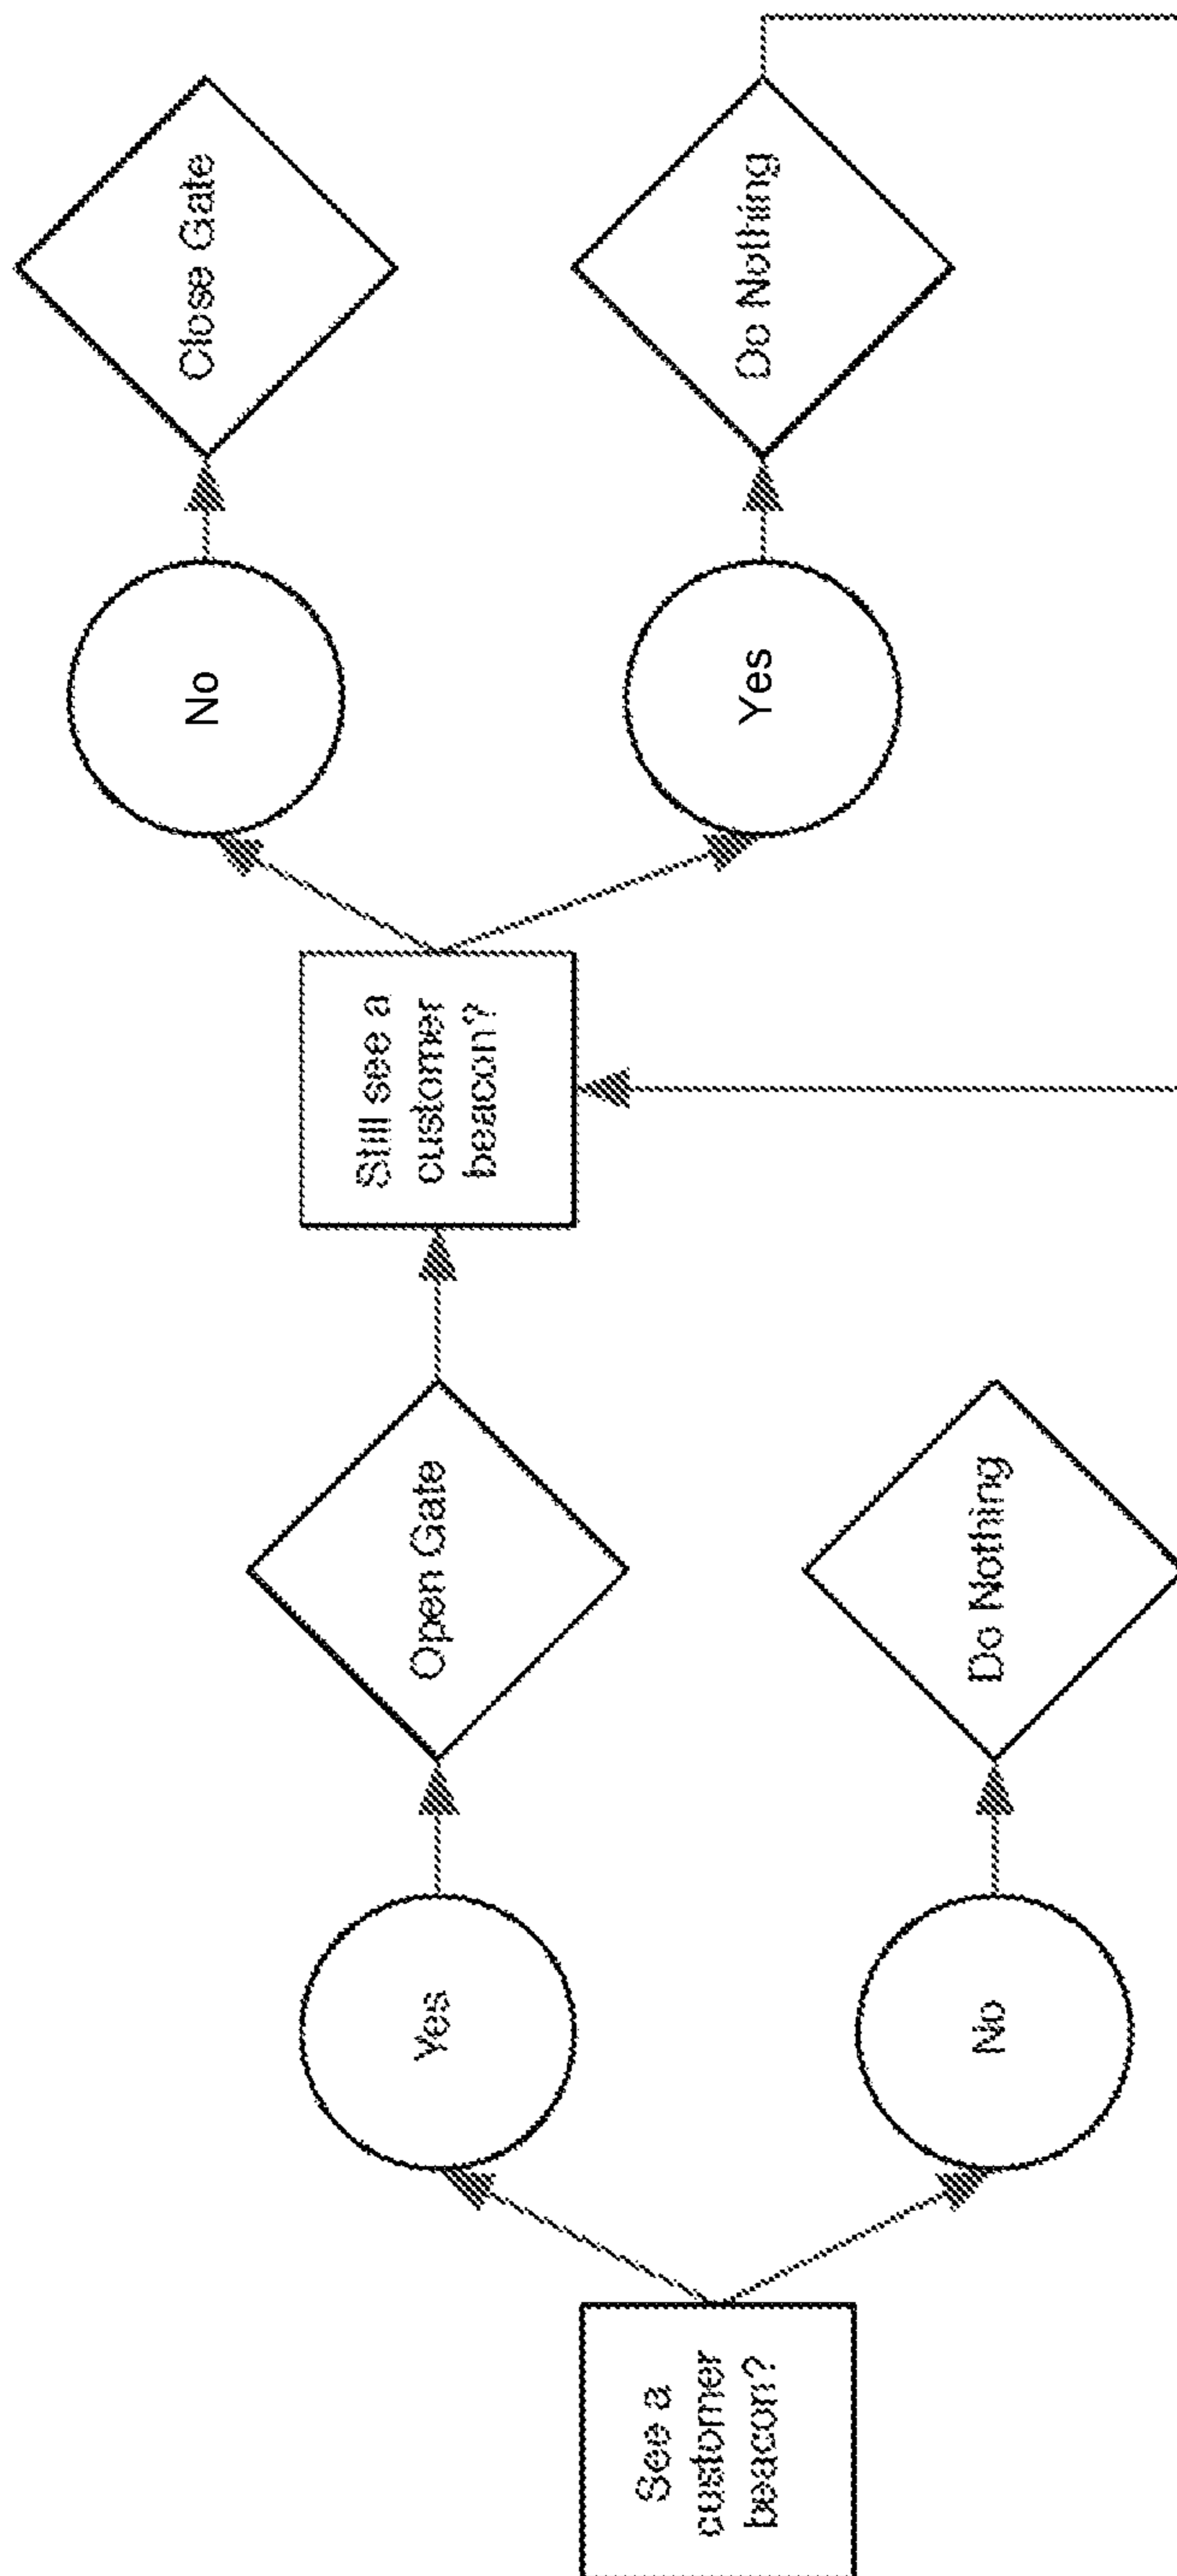 See a
customer
beacon?
Yes
Open Gate
No
Do Nothing
Still see a
customer
beacon?
No
Close Gate
Yes
Do Nothing